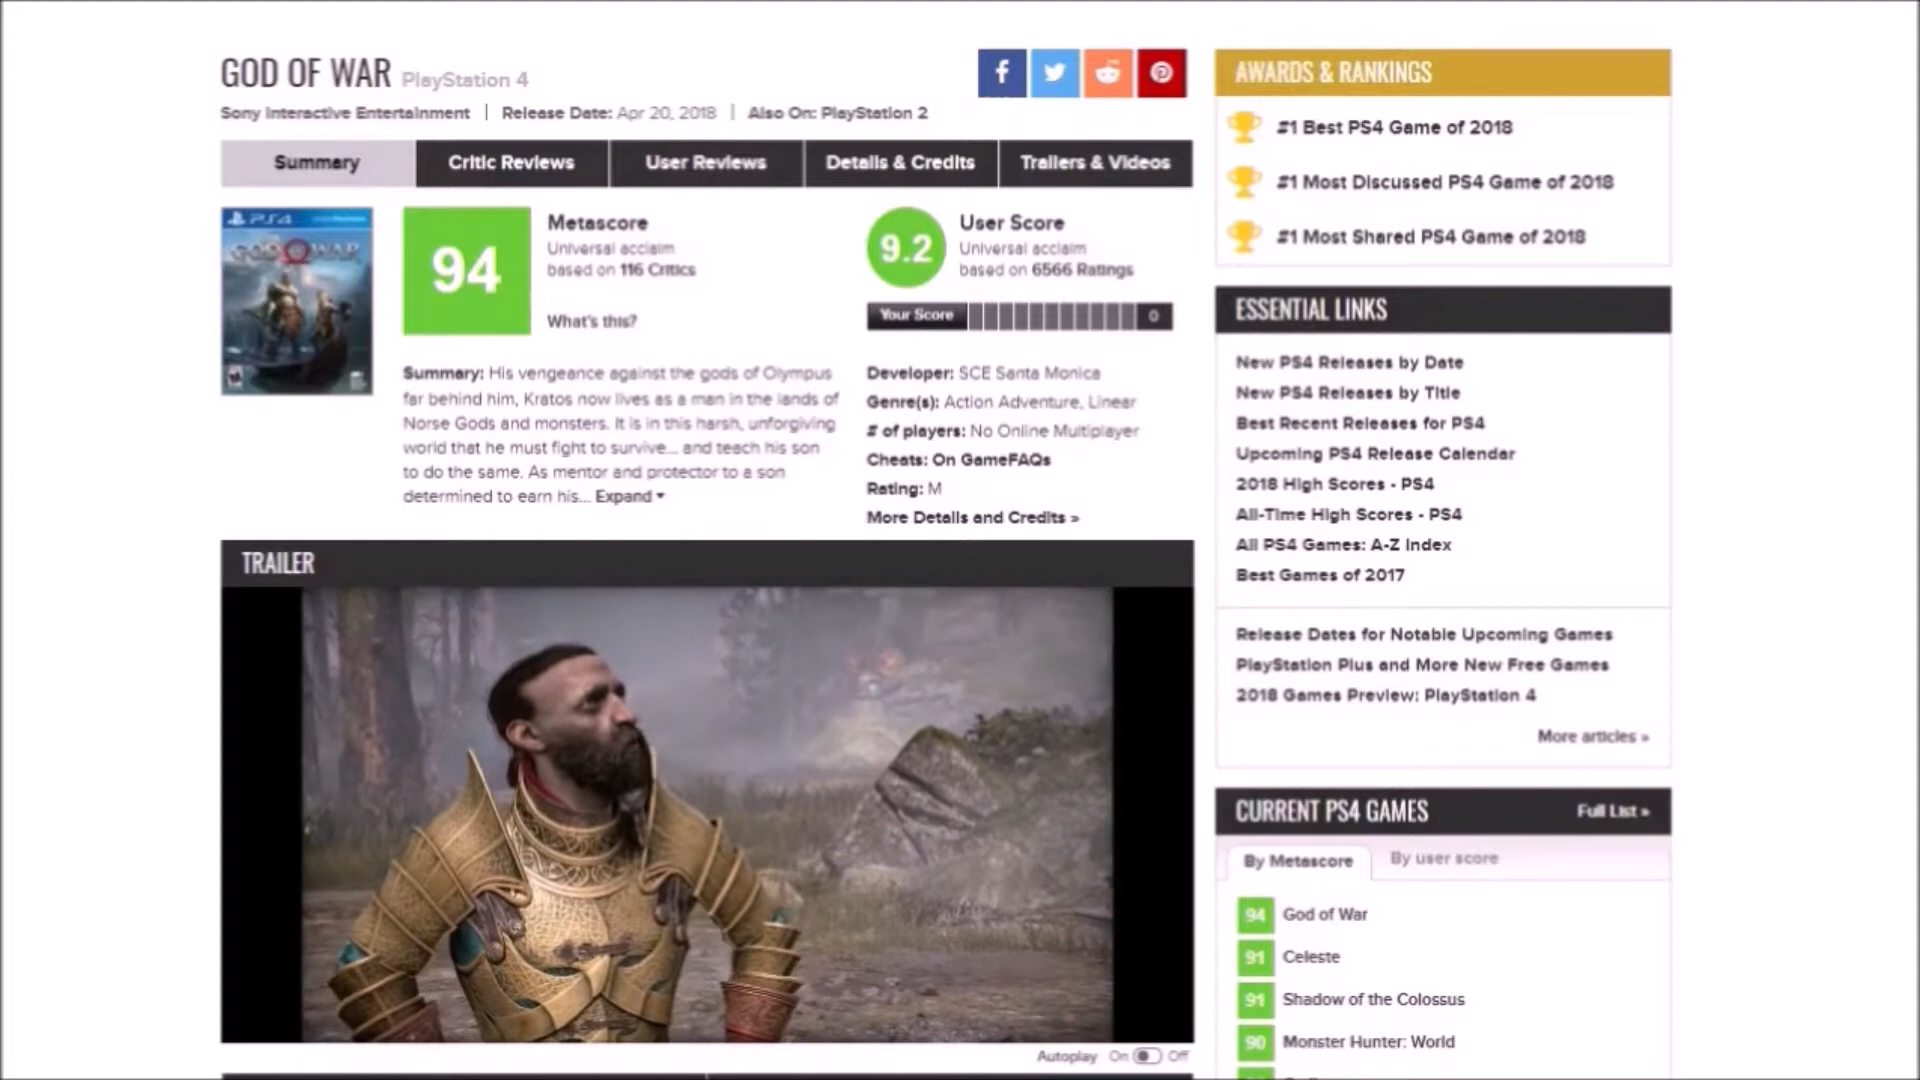 GOD OF WAR PlayStation 4
Sony Interactive Entertainment | Release Date: Apr 20, 2018 | Also On: PlayStation 2
Summary
Critic Reviews
User Reviews
Details & Credits
Trailers & Videos
PS4
GOD OF WAR
94
Metascore
Universal acclaim
based on 116 Critics
What's this?
9.2
User Score
Universal acclaim
based on 6566 Ratings
Your Score
0
Summary: His vengeance against the gods of Olympus
far behind him, Kratos now lives as a man in the lands of
Norse Gods and monsters. It is in this harsh, unforgiving
world that he must fight to survive... and teach his son
to do the same. As mentor and protector to a son
determined to earn his... Expand
Developer: SCE Santa Monica
Genre(s): Action Adventure, Linear
# of players: No Online Multiplayer
Cheats: On GameFAQs
Rating: M
More Details and Credits »
TRAILER
Autoplay On Off
AWARDS & RANKINGS
#1 Best PS4 Game of 2018
#1 Most Discussed PS4 Game of 2018
#1 Most Shared PS4 Game of 2018
ESSENTIAL LINKS
New PS4 Releases by Date
New PS4 Releases by Title
Best Recent Releases for PS4
Upcoming PS4 Release Calendar
2018 High Scores - PS4
All-Time High Scores - PS4
All PS4 Games: A-Z Index
Best Games of 2017
Release Dates for Notable Upcoming Games
PlayStation Plus and More New Free Games
2018 Games Preview: PlayStation 4
More articles »
CURRENT PS4 GAMES
Full List »
By Metascore
By user score
94 God of War
91 Celeste
91 Shadow of the Colossus
90 Monster Hunter: World